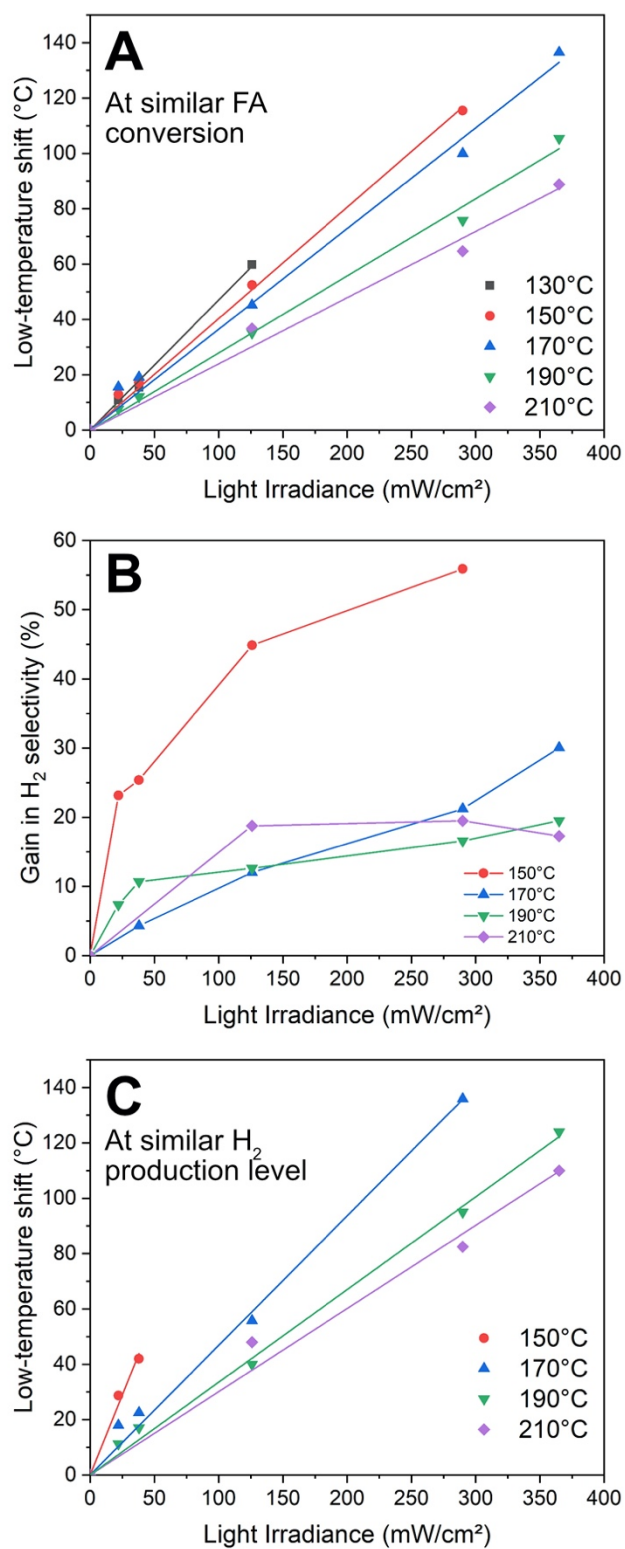 A
At similar FA
conversion
Low-temperature shift (°C)
140
120
100
80
60
40
20
0
130°C
150°C
170°C
190°C
210°C
0 50 100 150 200 250 300 350 400
Light Irradiance (mW/cm²)
B
Gain in H₂ selectivity (%)
60
50
40
30
20
10
0
150°C
170°C
190°C
210°C
0 50 100 150 200 250 300 350 400
Light Irradiance (mW/cm²)
C
At similar H₂
production level
Low-temperature shift (°C)
140
120
100
80
60
40
20
0
150°C
170°C
190°C
210°C
0 50 100 150 200 250 300 350 400
Light Irradiance (mW/cm²)